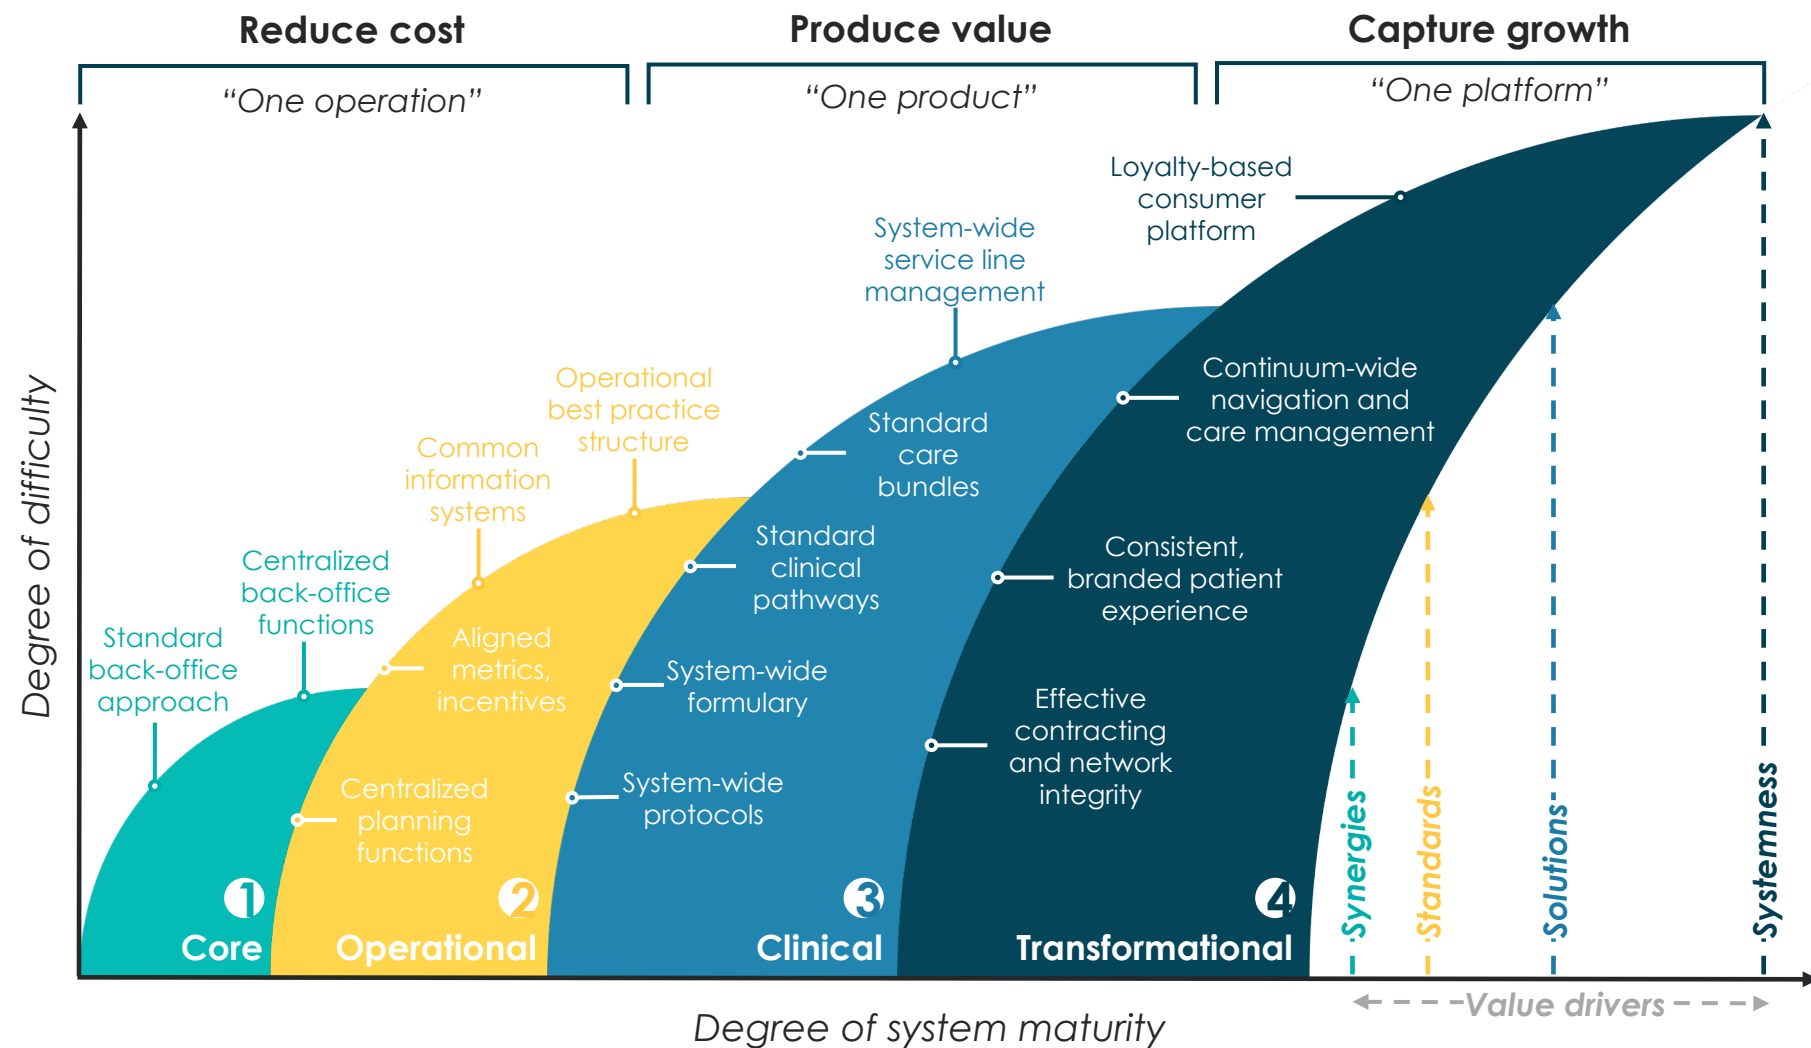 Reduce cost
Produce value
Capture growth
“One operation”
“One product”
“One platform”
Degree of difficulty
Standard
back-office
approach
Centralized
back-office
functions
Common
information
systems
Operational
best practice
structure
System-wide
service line
management
Loyalty-based
consumer
platform
Centralized
planning
functions
Aligned
metrics,
incentives
System-wide
protocols
System-wide
formulary
Standard
clinical
pathways
Standard
care
bundles
Effective
contracting
and network
integrity
Consistent,
branded patient
experience
Continuum-wide
navigation and
care management
1
Core
2
Operational
3
Clinical
4
Transformational
Synergies
Standards
Solutions
Systemness
Value drivers
Degree of system maturity